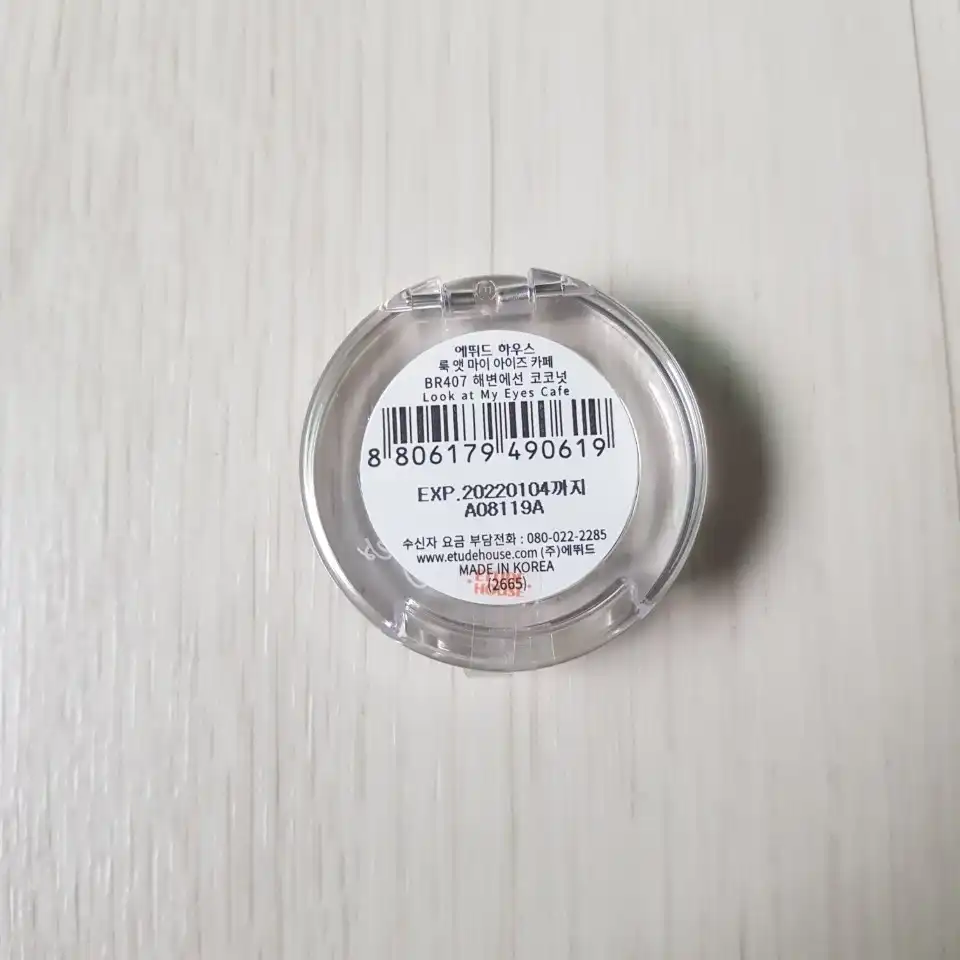 에뛰드 하우스
룩 앳 마이 아이즈 카페
BR407 해변에선 코코넛
Look at My Eyes Cafe
8 806179 490619
EXP.20220104까지
A08119A
수신자 요금 부담전화 : 080-022-2285
www.etudehouse.com (주)에뛰드
MADE IN KOREA
(2665)
ETUDE
HOUSE